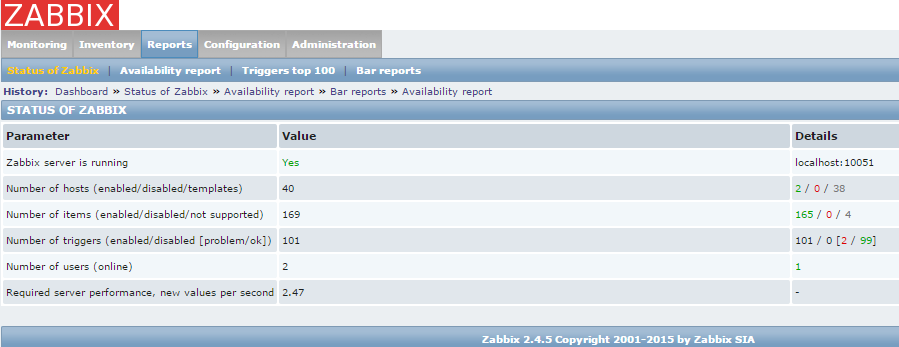 ZABBIX
Monitoring Inventory Reports Configuration Administration
Status of Zabbix | Availability report | Triggers top 100 | Bar reports
History: Dashboard » Status of Zabbix » Availability report » Bar reports » Availability report
STATUS OF ZABBIX
Parameter Value Details
Zabbix server is running Yes localhost:10051
Number of hosts (enabled/disabled/templates) 40 2 / 0 / 38
Number of items (enabled/disabled/not supported) 169 165 / 0 / 4
Number of triggers (enabled/disabled [problem/ok]) 101 101 / 0 [2 / 99]
Number of users (online) 2 1
Required server performance, new values per second 2.47 -
Zabbix 2.4.5 Copyright 2001-2015 by Zabbix SIA